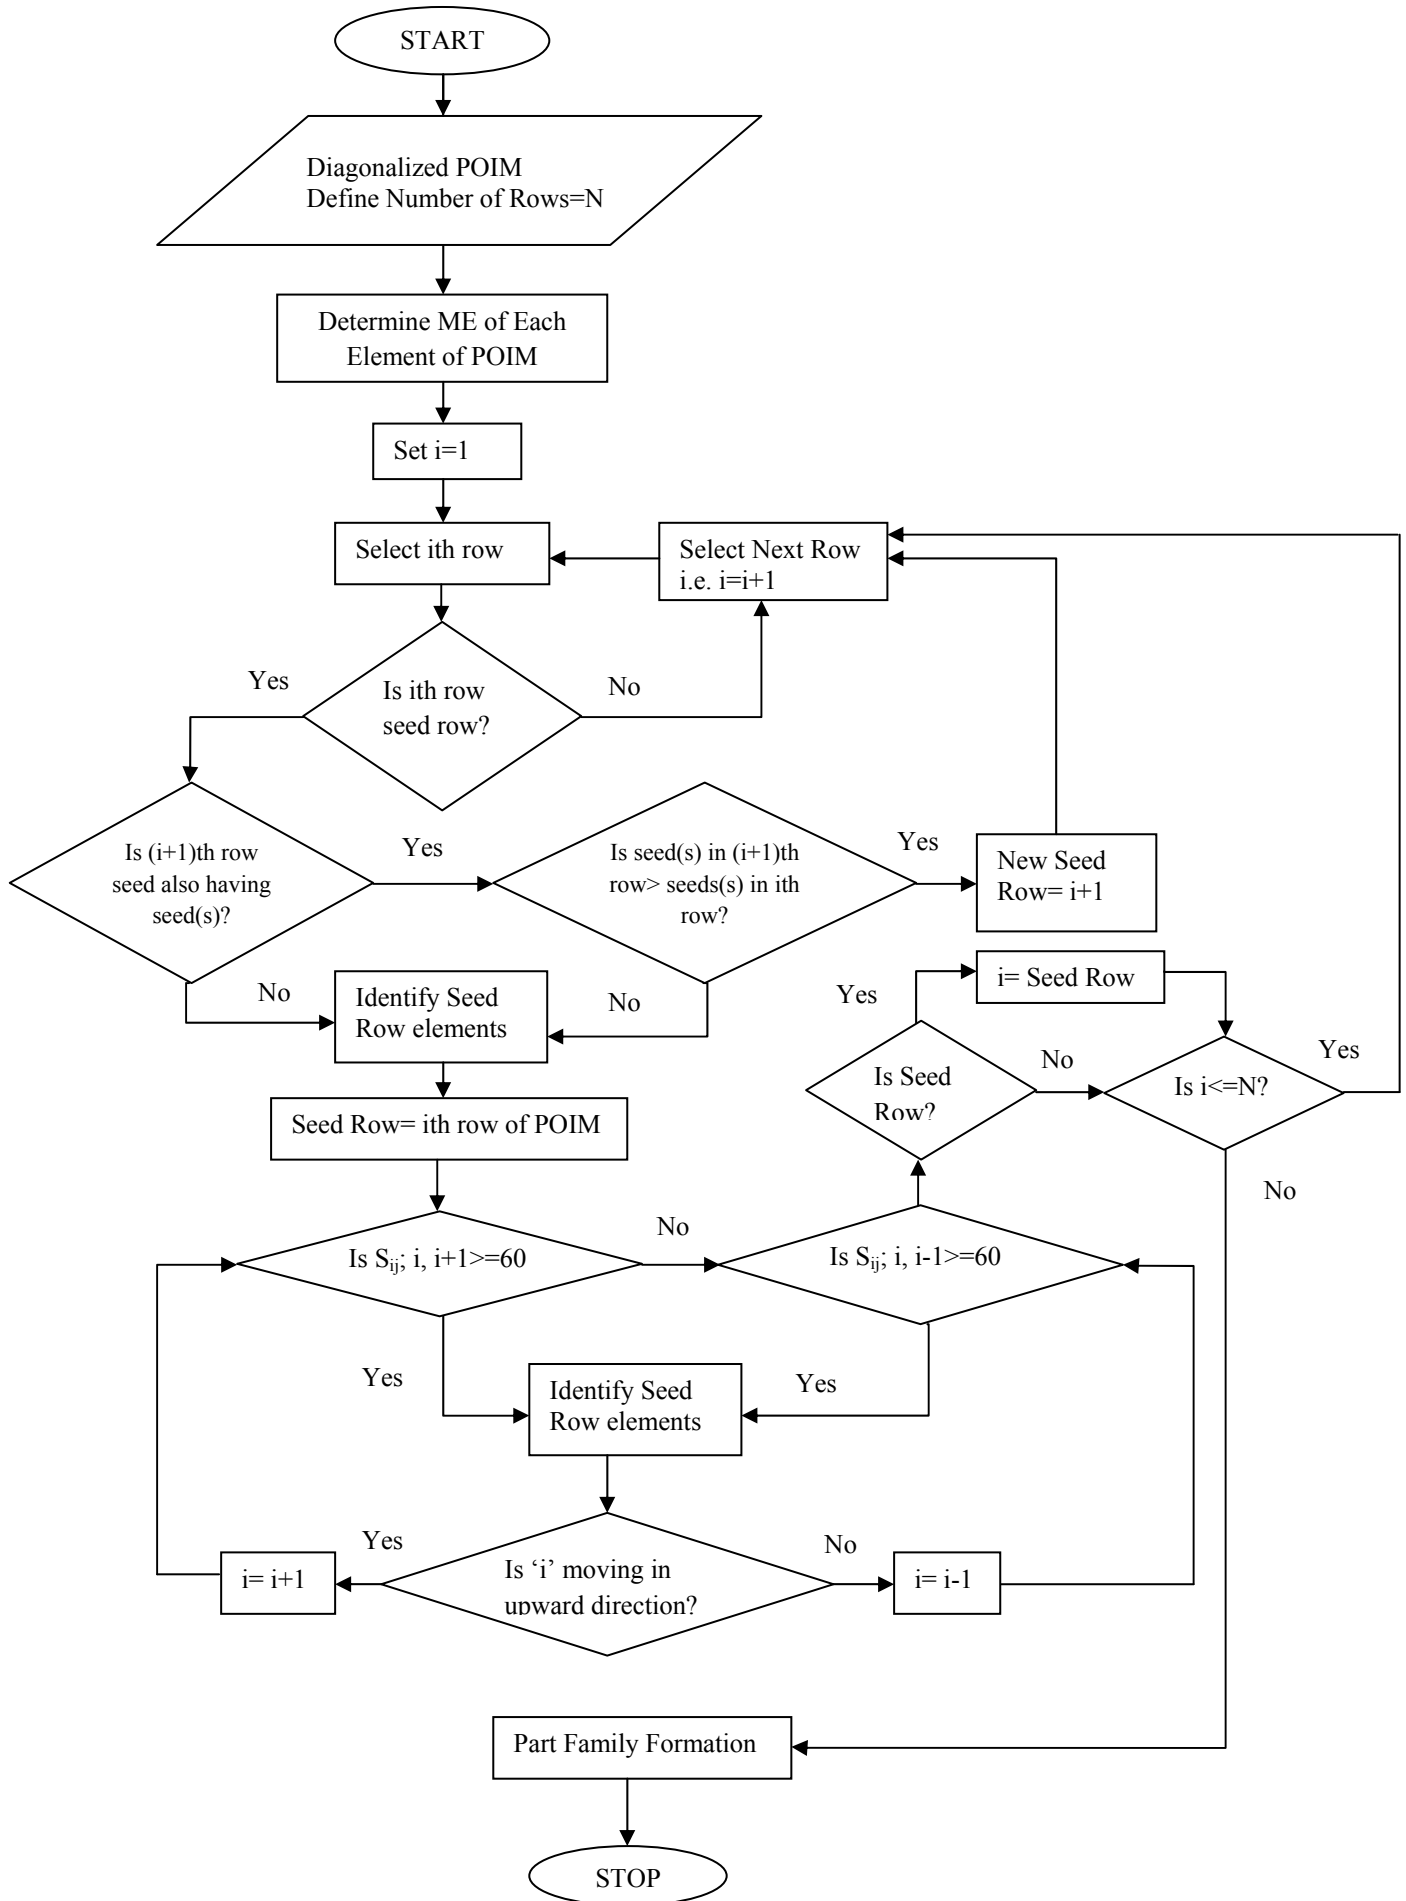 START
Diagonalized POIM
Define Number of Rows=N
Determine ME of Each
Element of POIM
Set i=1
Select ith row
Select Next Row
i.e. i=i+1
Yes
Is ith row
seed row?
No
Is (i+1)th row
seed also having
seed(s)?
Yes
Is seed(s) in (i+1)th
row> seeds(s) in ith
row?
Yes
New Seed
Row= i+1
No
Identify Seed
Row elements
No
Yes
i= Seed Row
Is Seed
Row?
No
Is i<=N?
Yes
Seed Row= ith row of POIM
No
Is Sij; i, i+1>=60
No
Is Sij; i, i-1>=60
Yes
Identify Seed
Row elements
Yes
i= i+1
Yes
Is ‘i’ moving in
upward direction?
No
i= i-1
Part Family Formation
STOP